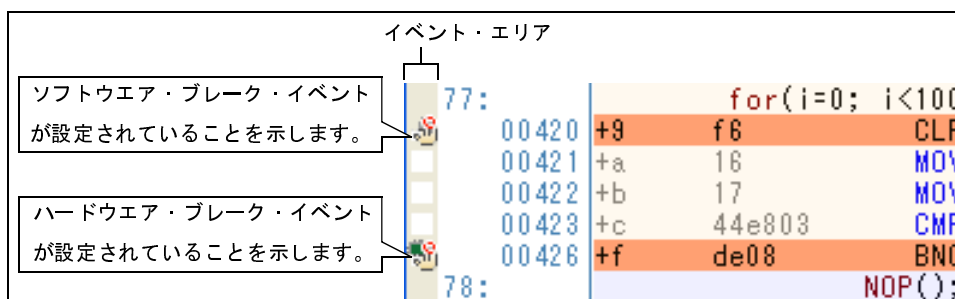 イベント・エリア
ソフトウエア・ブレーク・イベント
が設定されていることを示します。
ハードウエア・ブレーク・イベント
が設定されていることを示します。
77: for(i=0; i<100
00420 +9 f6 CLR
00421 +a 16 MOV
00422 +b 17 MOV
00423 +c 44e803 CMP
00426 +f de08 BNC
78: NOP();